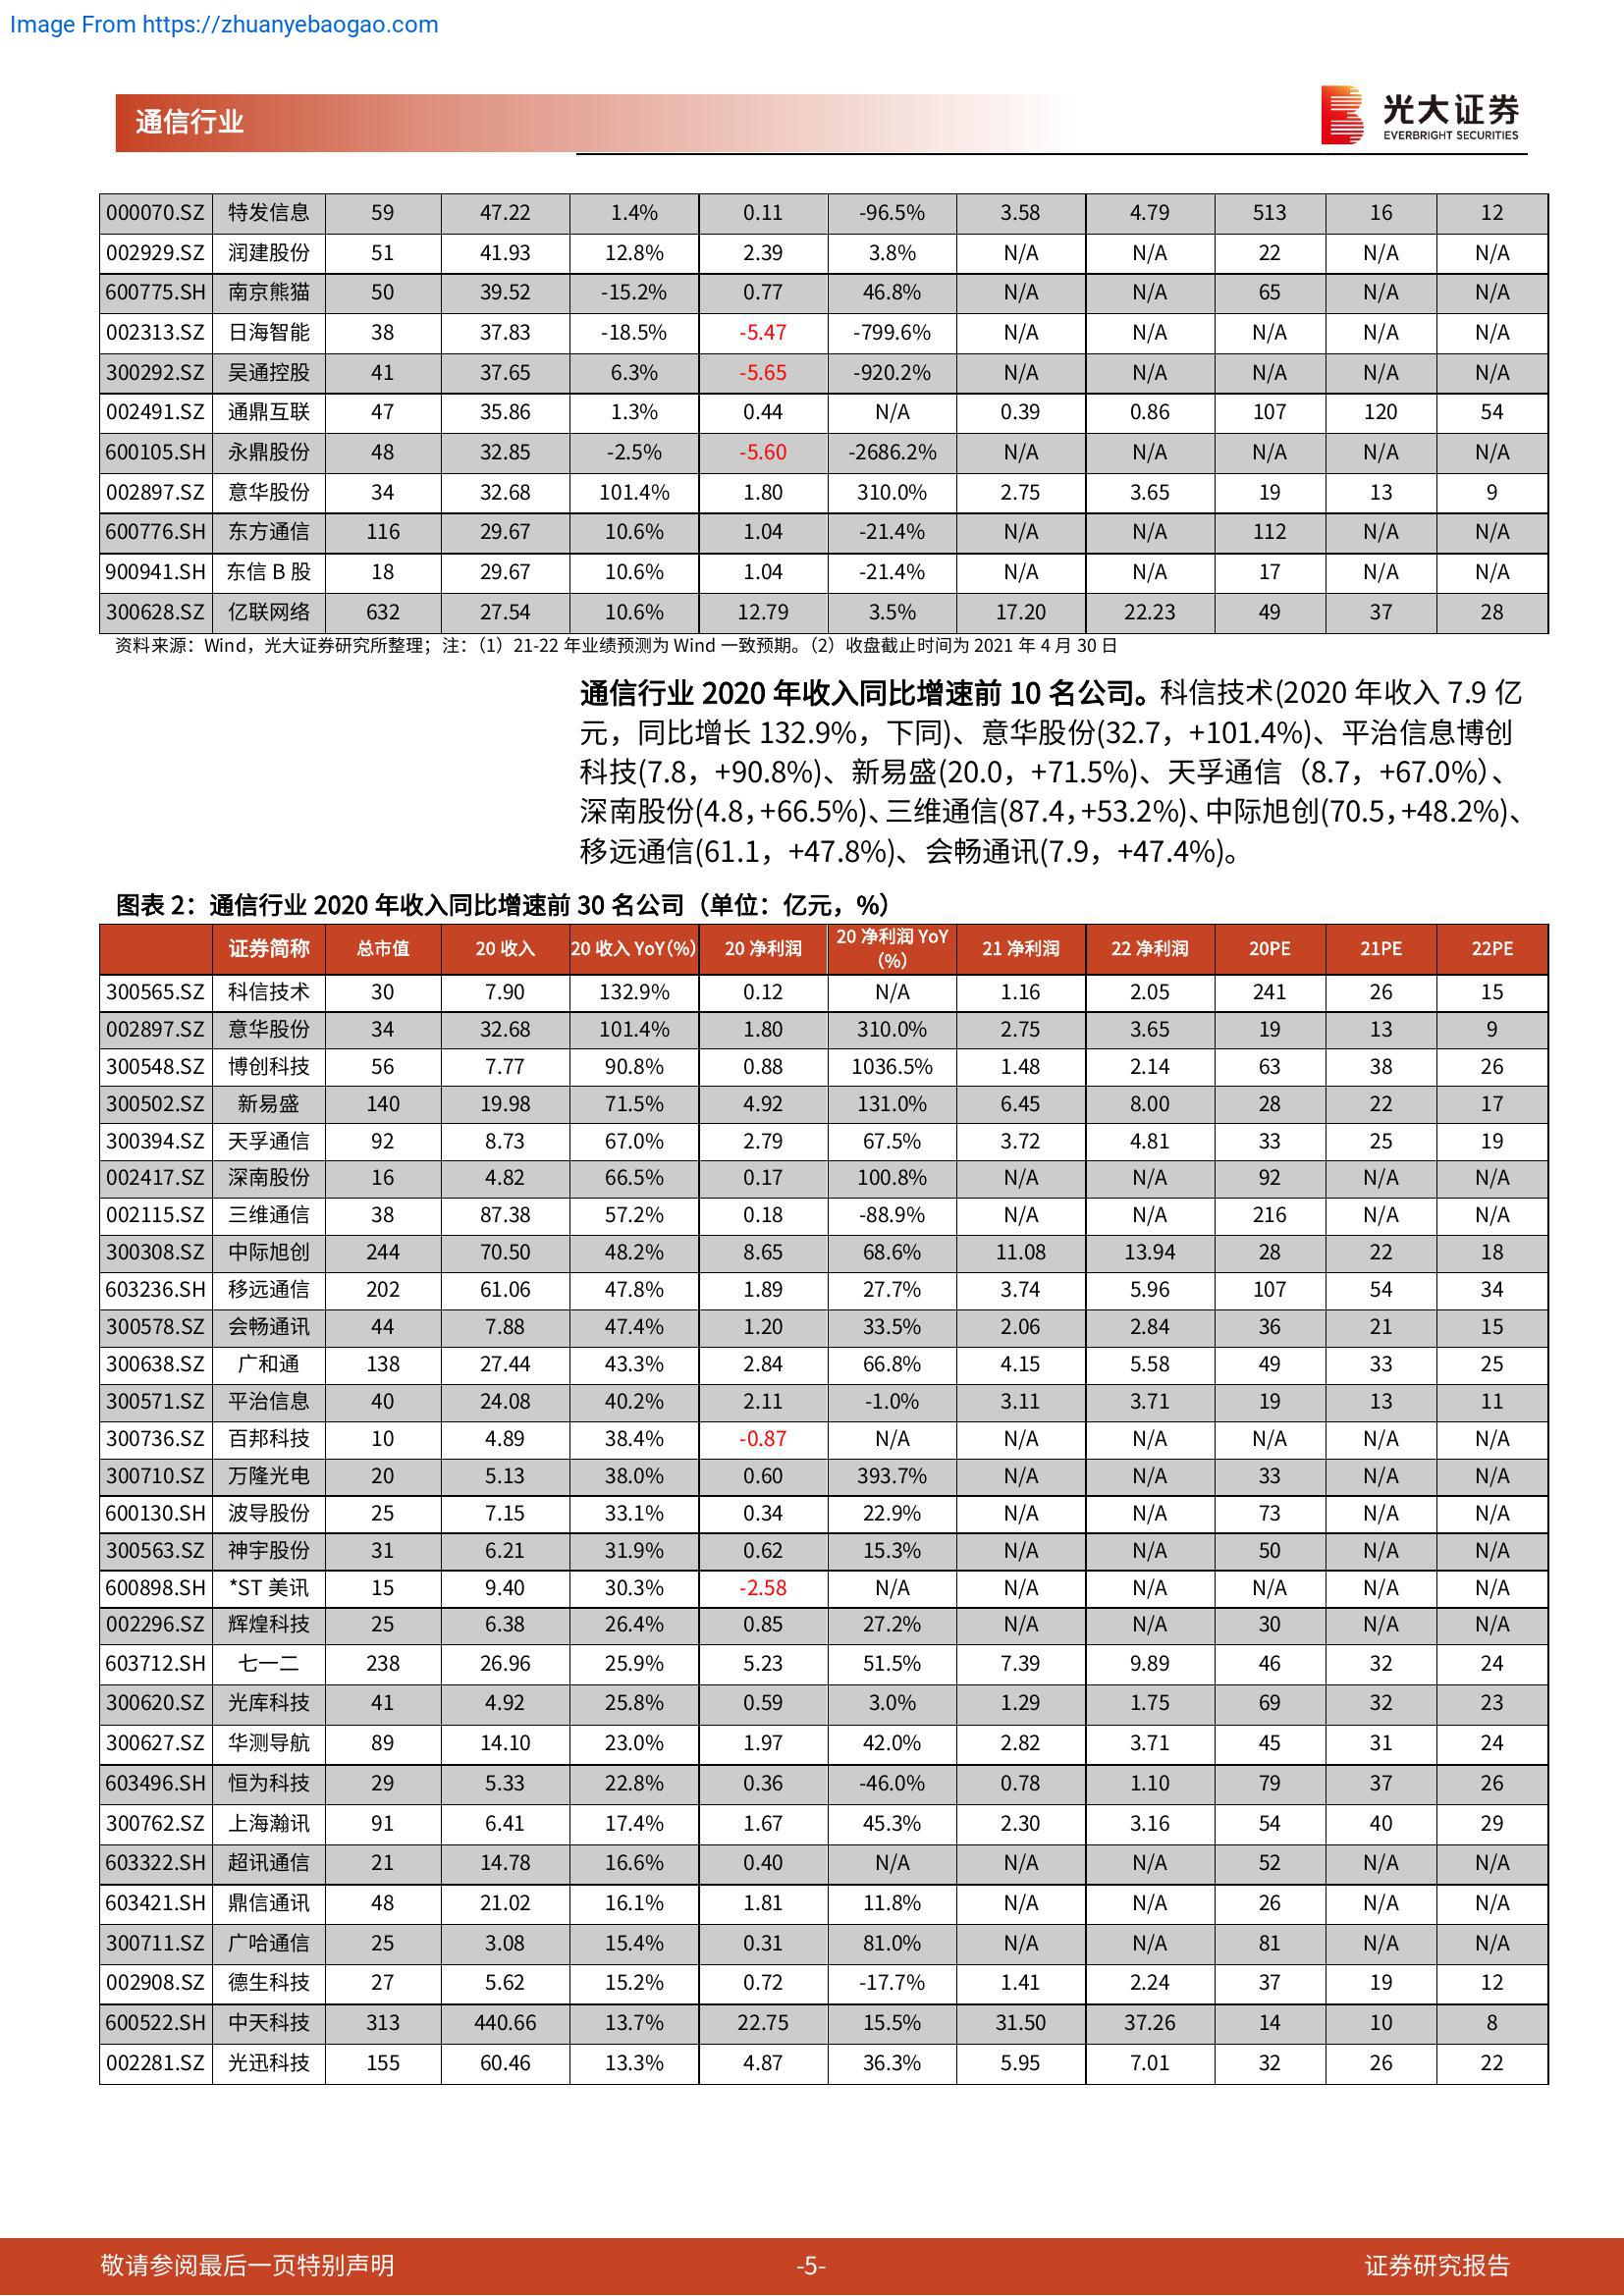 Image From https://zhuanyebaogao.com
通信行业
光大证券
EVERBRIGHT SECURITIES
000070.SZ 特发信息 59 47.22 1.4% 0.11 -96.5% 3.58 4.79 513 16 12
002929.SZ 润建股份 51 41.93 12.8% 2.39 3.8% N/A N/A 22 N/A N/A
600775.SH 南京熊猫 50 39.52 -15.2% 0.77 46.8% N/A N/A 65 N/A N/A
002313.SZ 日海智能 38 37.83 -18.5% -5.47 -799.6% N/A N/A N/A N/A N/A
300292.SZ 吴通控股 41 37.65 6.3% -5.65 -920.2% N/A N/A N/A N/A N/A
002491.SZ 通鼎互联 47 35.86 1.3% 0.44 N/A 0.39 0.86 107 120 54
600105.SH 永鼎股份 48 32.85 -2.5% -5.60 -2686.2% N/A N/A N/A N/A N/A
002897.SZ 意华股份 34 32.68 101.4% 1.80 310.0% 2.75 3.65 19 13 9
600776.SH 东方通信 116 29.67 10.6% 1.04 -21.4% N/A N/A 112 N/A N/A
900941.SH 东信 B 股 18 29.67 10.6% 1.04 -21.4% N/A N/A 17 N/A N/A
300628.SZ 亿联网络 632 27.54 10.6% 12.79 3.5% 17.20 22.23 49 37 28
资料来源：Wind，光大证券研究所整理；注：（1）21-22 年业绩预测为 Wind 一致预期。（2）收盘截止时间为 2021 年 4 月 30 日
通信行业 2020 年收入同比增速前 10 名公司。科信技术(2020 年收入 7.9 亿
元，同比增长 132.9%，下同)、意华股份(32.7，+101.4%)、平治信息博创
科技(7.8，+90.8%)、新易盛(20.0，+71.5%)、天孚通信（8.7，+67.0%）、
深南股份(4.8，+66.5%)、三维通信(87.4，+53.2%)、中际旭创(70.5，+48.2%)、
移远通信(61.1，+47.8%)、会畅通讯(7.9，+47.4%)。
图表 2：通信行业 2020 年收入同比增速前 30 名公司（单位：亿元，%）
证券简称 总市值 20 收入 20 收入 YoY(%) 20 净利润 20 净利润 YoY (%) 21 净利润 22 净利润 20PE 21PE 22PE
300565.SZ 科信技术 30 7.90 132.9% 0.12 N/A 1.16 2.05 241 26 15
002897.SZ 意华股份 34 32.68 101.4% 1.80 310.0% 2.75 3.65 19 13 9
300548.SZ 博创科技 56 7.77 90.8% 0.88 1036.5% 1.48 2.14 63 38 26
300502.SZ 新易盛 140 19.98 71.5% 4.92 131.0% 6.45 8.00 28 22 17
300394.SZ 天孚通信 92 8.73 67.0% 2.79 67.5% 3.72 4.81 33 25 19
002417.SZ 深南股份 16 4.82 66.5% 0.17 100.8% N/A N/A 92 N/A N/A
002115.SZ 三维通信 38 87.38 57.2% 0.18 -88.9% N/A N/A 216 N/A N/A
300308.SZ 中际旭创 244 70.50 48.2% 8.65 68.6% 11.08 13.94 28 22 18
603236.SH 移远通信 202 61.06 47.8% 1.89 27.7% 3.74 5.96 107 54 34
300578.SZ 会畅通讯 44 7.88 47.4% 1.20 33.5% 2.06 2.84 36 21 15
300638.SZ 广和通 138 27.44 43.3% 2.84 66.8% 4.15 5.58 49 33 25
300571.SZ 平治信息 40 24.08 40.2% 2.11 -1.0% 3.11 3.71 19 13 11
300736.SZ 百邦科技 10 4.89 38.4% -0.87 N/A N/A N/A N/A N/A N/A
300710.SZ 万隆光电 20 5.13 38.0% 0.60 393.7% N/A N/A 33 N/A N/A
600130.SH 波导股份 25 7.15 33.1% 0.34 22.9% N/A N/A 73 N/A N/A
300563.SZ 神宇股份 31 6.21 31.9% 0.62 15.3% N/A N/A 50 N/A N/A
600898.SH *ST 美讯 15 9.40 30.3% -2.58 N/A N/A N/A N/A N/A N/A
002296.SZ 辉煌科技 25 6.38 26.4% 0.85 27.2% N/A N/A 30 N/A N/A
603712.SH 七一二 238 26.96 25.9% 5.23 51.5% 7.39 9.89 46 32 24
300620.SZ 光库科技 41 4.92 25.8% 0.59 3.0% 1.29 1.75 69 32 23
300627.SZ 华测导航 89 14.10 23.0% 1.97 42.0% 2.82 3.71 45 31 24
603496.SH 恒为科技 29 5.33 22.8% 0.36 -46.0% 0.78 1.10 79 37 26
300762.SZ 上海瀚讯 91 6.41 17.4% 1.67 45.3% 2.30 3.16 54 40 29
603322.SH 超讯通信 21 14.78 16.6% 0.40 N/A N/A N/A 52 N/A N/A
603421.SH 鼎信通讯 48 21.02 16.1% 1.81 11.8% N/A N/A 26 N/A N/A
300711.SZ 广哈通信 25 3.08 15.4% 0.31 81.0% N/A N/A 81 N/A N/A
002908.SZ 德生科技 27 5.62 15.2% 0.72 -17.7% 1.41 2.24 37 19 12
600522.SH 中天科技 313 440.66 13.7% 22.75 15.5% 31.50 37.26 14 10 8
002281.SZ 光迅科技 155 60.46 13.3% 4.87 36.3% 5.95 7.01 32 26 22
敬请参阅最后一页特别声明 -5- 证券研究报告